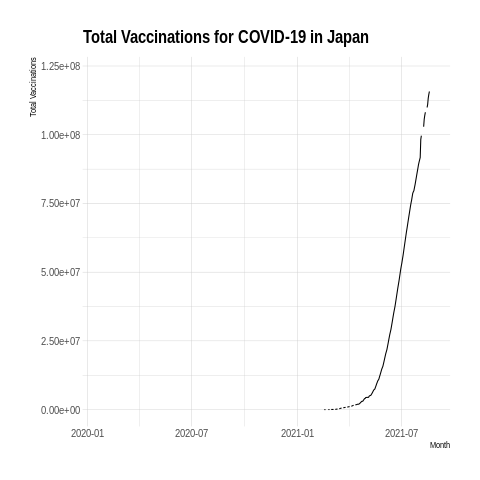 Total Vaccinations for COVID-19 in Japan
Total Vaccinations
1.25e+08
1.00e+08
7.50e+07
5.00e+07
2.50e+07
0.00e+00
2020-01 2020-07 2021-01 2021-07
Month